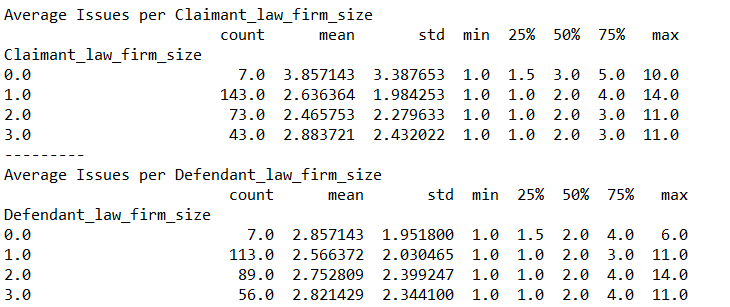 Average Issues per Claimant_law_firm_size
count mean std min 25% 50% 75% max
Claimant_law_firm_size
0.0 7.0 3.857143 3.387653 1.0 1.5 3.0 5.0 10.0
1.0 143.0 2.636364 1.984253 1.0 1.0 2.0 4.0 14.0
2.0 73.0 2.465753 2.279633 1.0 1.0 2.0 3.0 11.0
3.0 43.0 2.883721 2.432022 1.0 1.0 2.0 3.0 11.0
---------
Average Issues per Defendant_law_firm_size
count mean std min 25% 50% 75% max
Defendant_law_firm_size
0.0 7.0 2.857143 1.951800 1.0 1.5 2.0 4.0 6.0
1.0 113.0 2.566372 2.030465 1.0 1.0 2.0 3.0 11.0
2.0 89.0 2.752809 2.399247 1.0 1.0 2.0 4.0 14.0
3.0 56.0 2.821429 2.344100 1.0 1.0 2.0 4.0 11.0